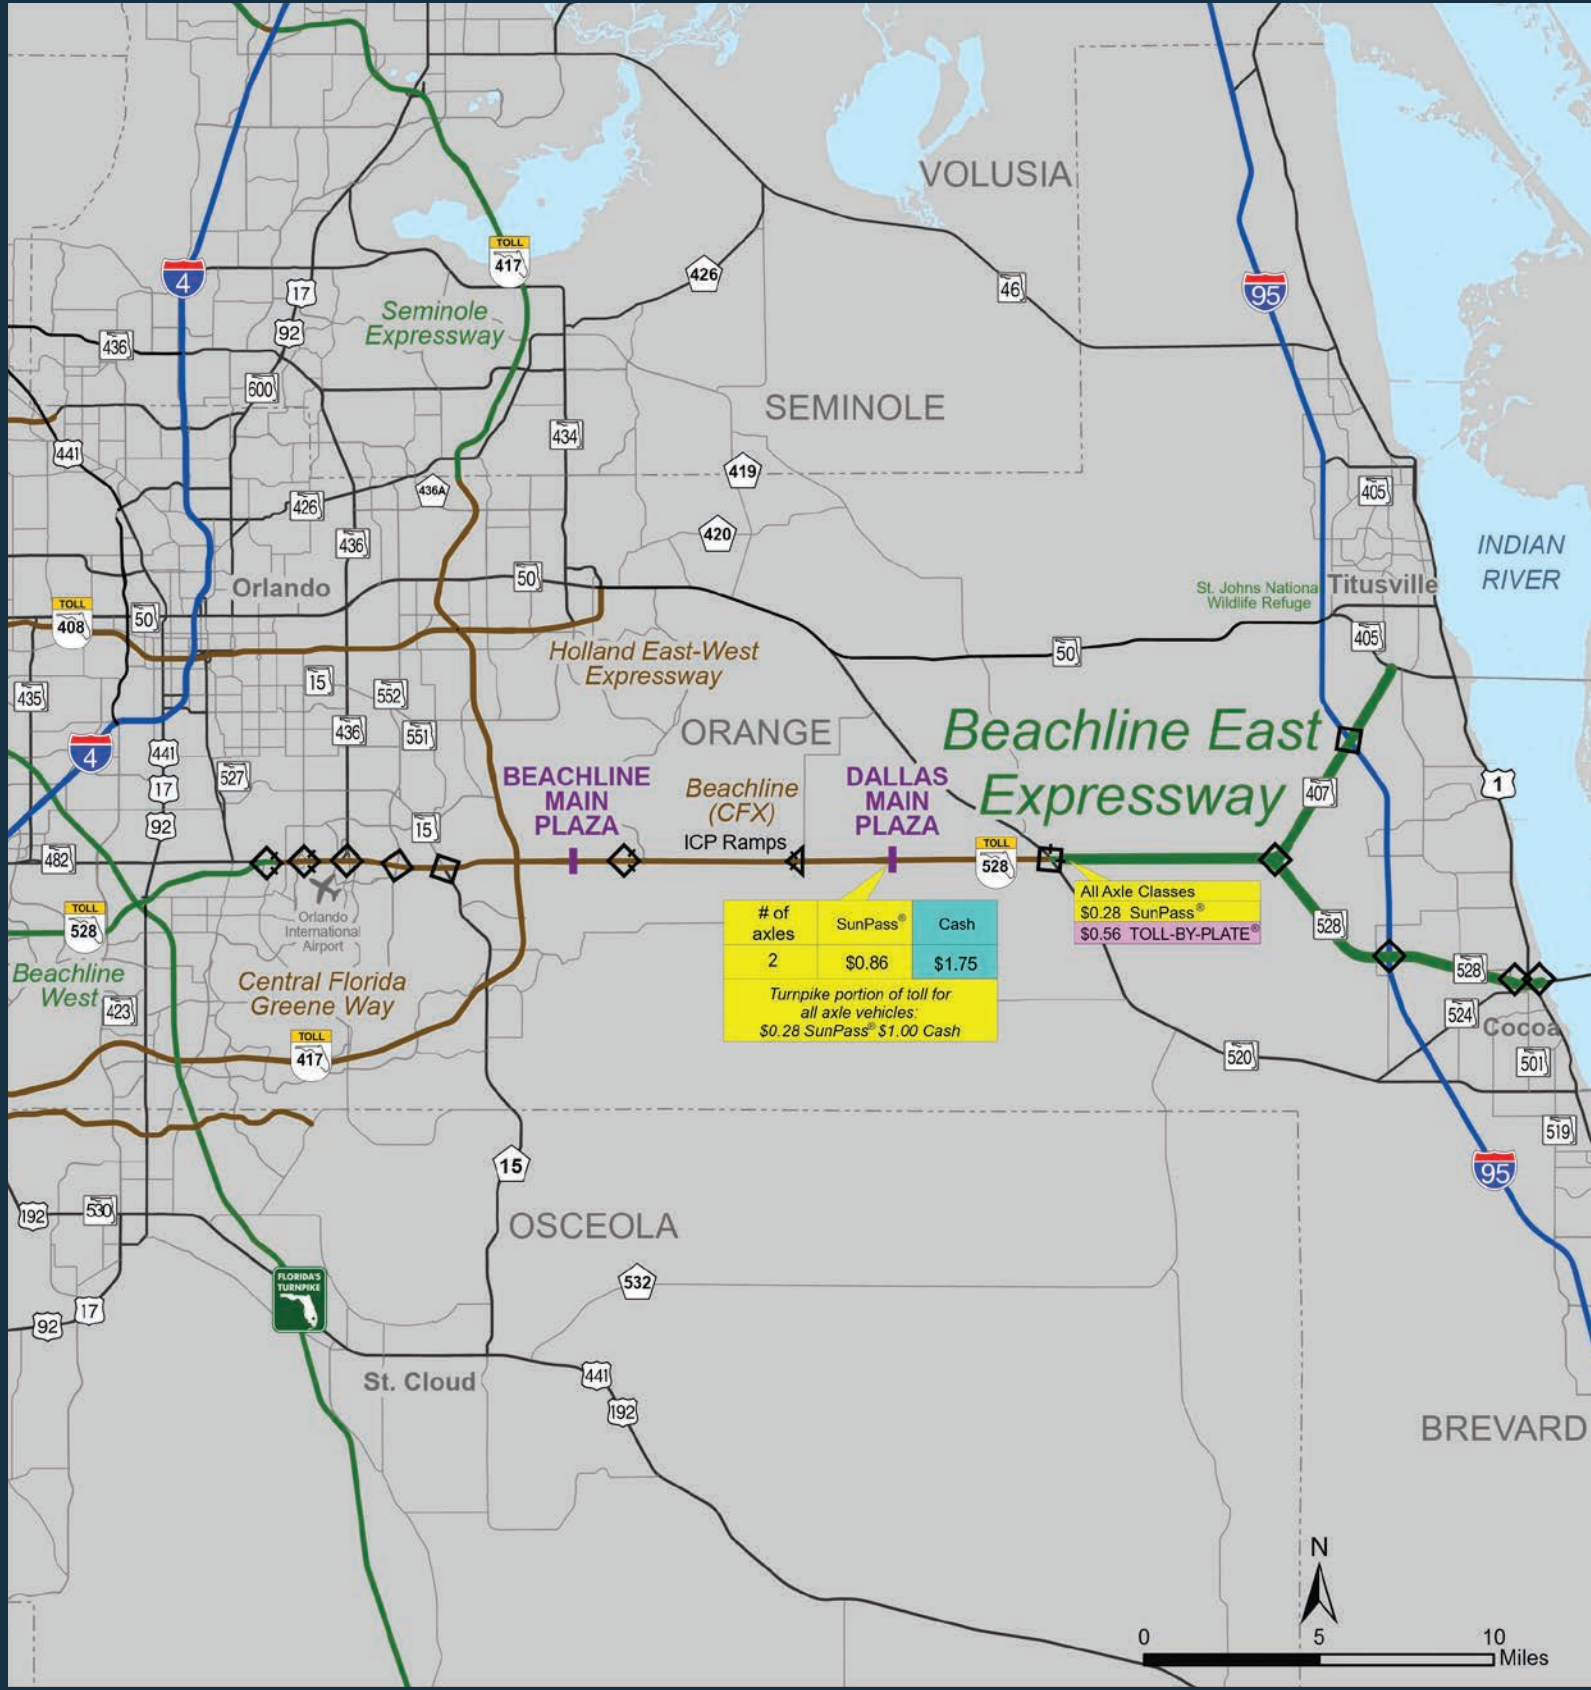 VOLUSIA
TOLL
417
4
426
17
46
95
Seminole
Expressway
92
436
600
SEMINOLE
434
441
419
436A
405
426
420
436
INDIAN
RIVER
50
Orlando
St. Johns National
Wildlife Refuge
Titusville
TOLL
408
50
405
Holland East-West
Expressway
50
15
552
435
436
551
ORANGE
Beachline East
Expressway
4
441
527
BEACHLINE
MAIN
PLAZA
Beachline
(CFX)
ICP Ramps
DALLAS
MAIN
PLAZA
17
407
1
92
15
482
TOLL
528
All Axle Classes
$0.28 SunPass®
$0.56 TOLL-BY-PLATE®
# of
axles
SunPass®
Cash
2
$0.86
$1.75
Turnpike portion of toll for
all axle vehicles:
$0.28 SunPass® $1.00 Cash
Orlando
International
Airport
TOLL
528
528
528
Beachline
West
Central Florida
Greene Way
423
524
Cocoa
TOLL
417
520
501
519
15
95
192
530
OSCEOLA
FLORIDA'S
TURNPIKE
532
17
92
St. Cloud
441
192
BREVARD
N
0
5
10
Miles